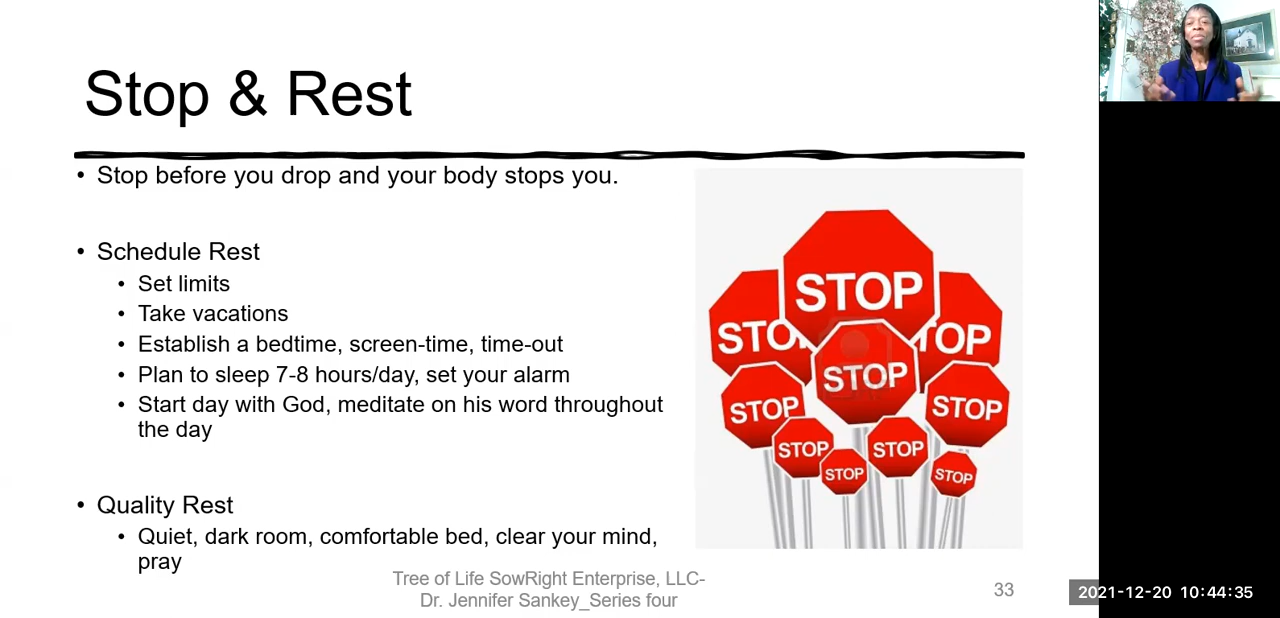 Stop & Rest
• Stop before you drop and your body stops you.
• Schedule Rest
• Set limits
• Take vacations
• Establish a bedtime, screen-time, time-out
• Plan to sleep 7-8 hours/day, set your alarm
• Start day with God, meditate on his word throughout
the day
• Quality Rest
• Quiet, dark room, comfortable bed, clear your mind,
pray
STOP
STO
TOP
STOP
STOP
STOP
STOP
STOP
STOP
STOP
Tree of Life SowRight Enterprise, LLC-
Dr. Jennifer Sankey_Series four
33
2021-12-20 10:44:35